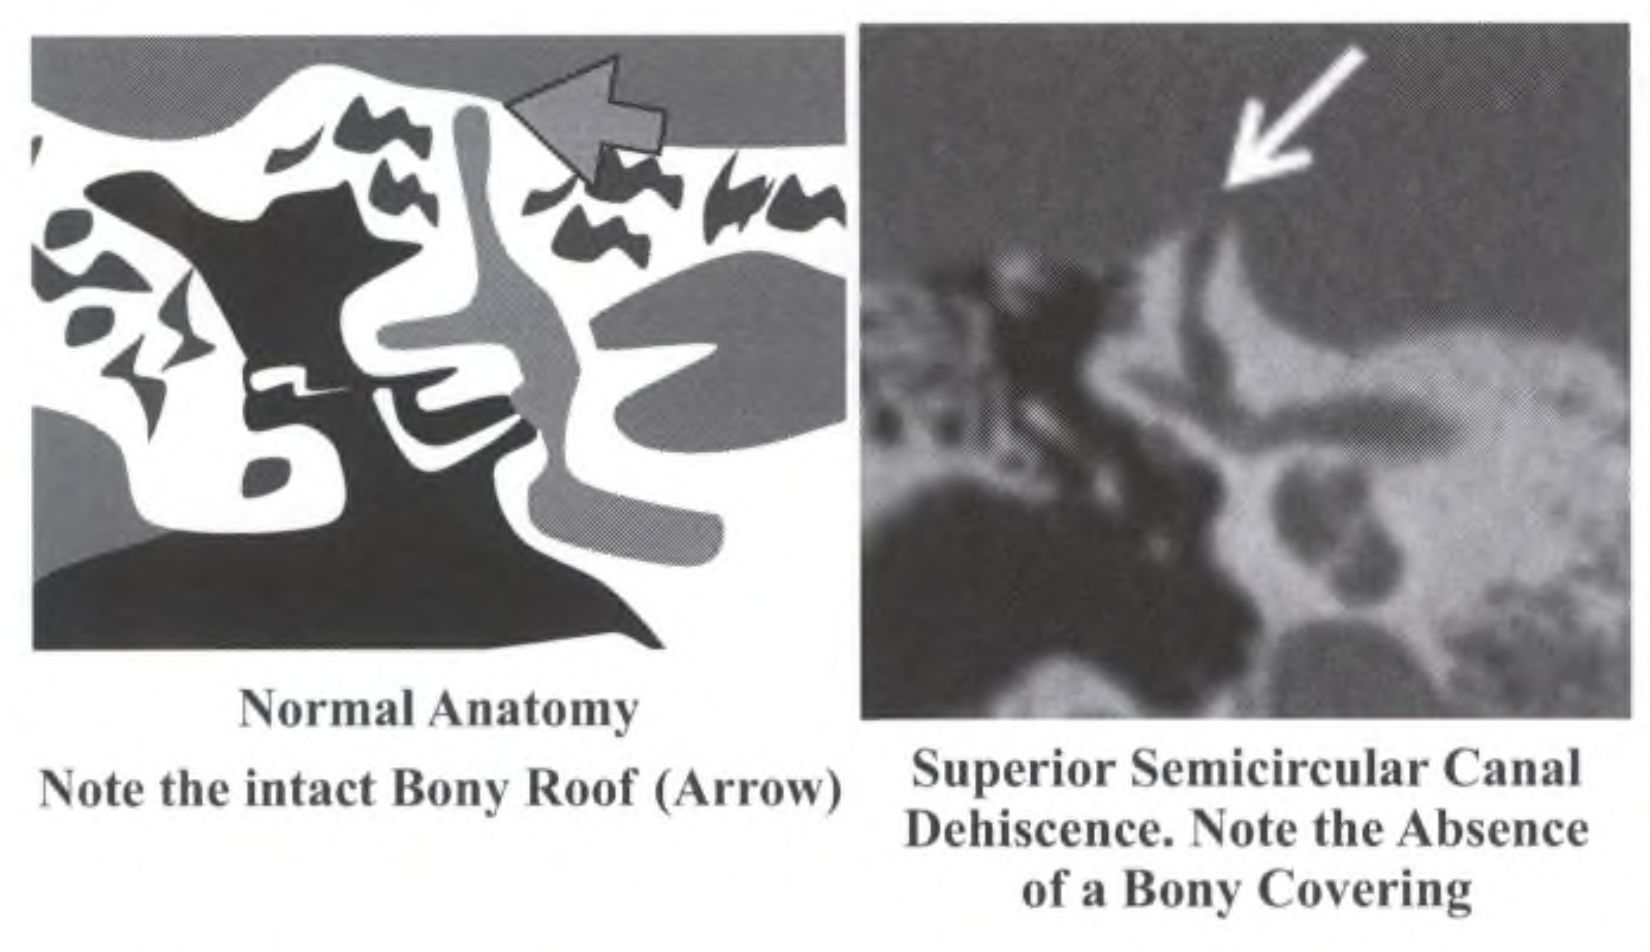 Normal Anatomy
Note the intact Bony Roof (Arrow)
Superior Semicircular Canal
Dehiscence. Note the Absence
of a Bony Covering